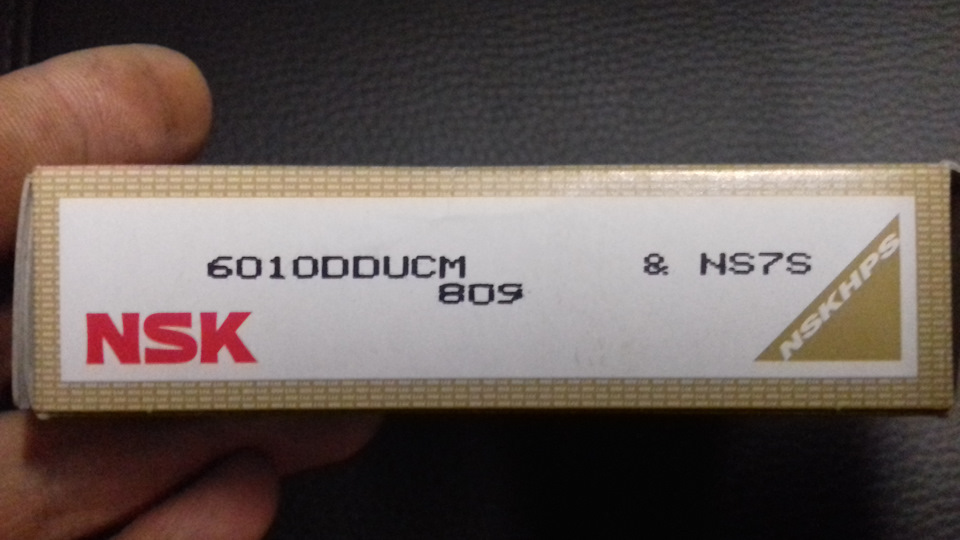 6010DDUCM & NS7S
809
NSK
NSKHPS